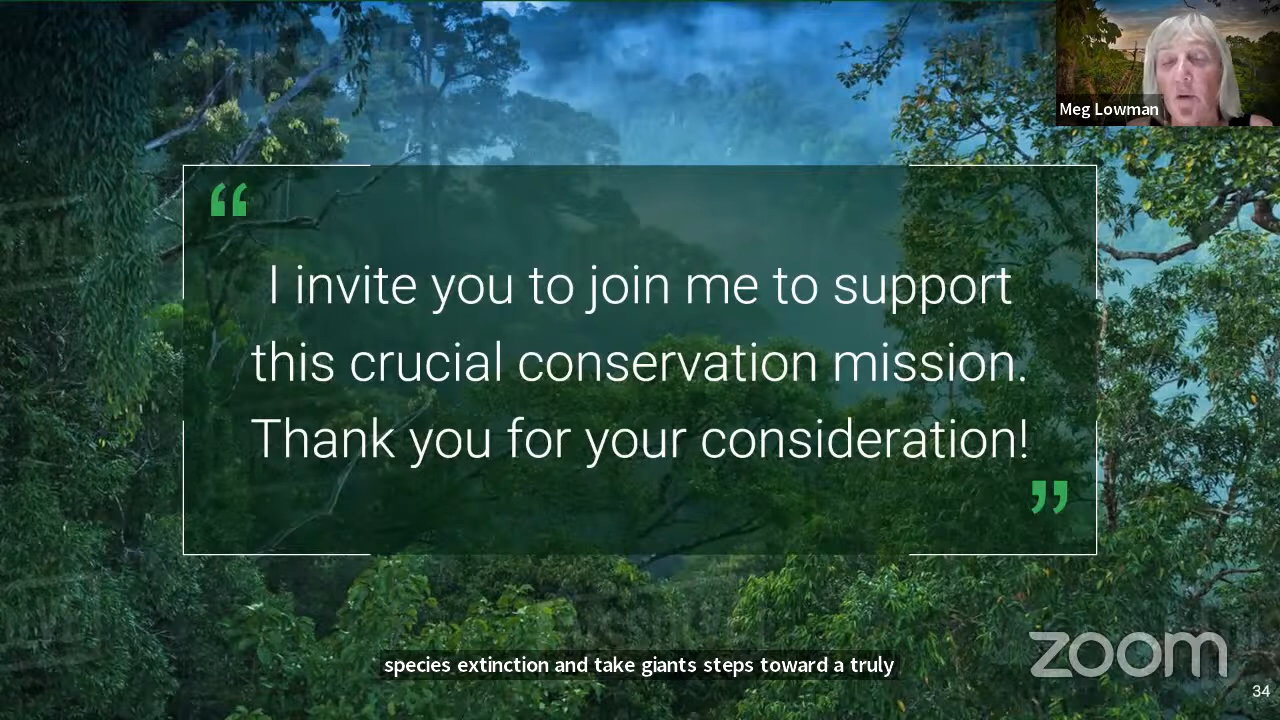 Meg Lowman
“
I invite you to join me to support
this crucial conservation mission.
Thank you for your consideration!
”
species extinction and take giants steps toward a truly
zoom
34